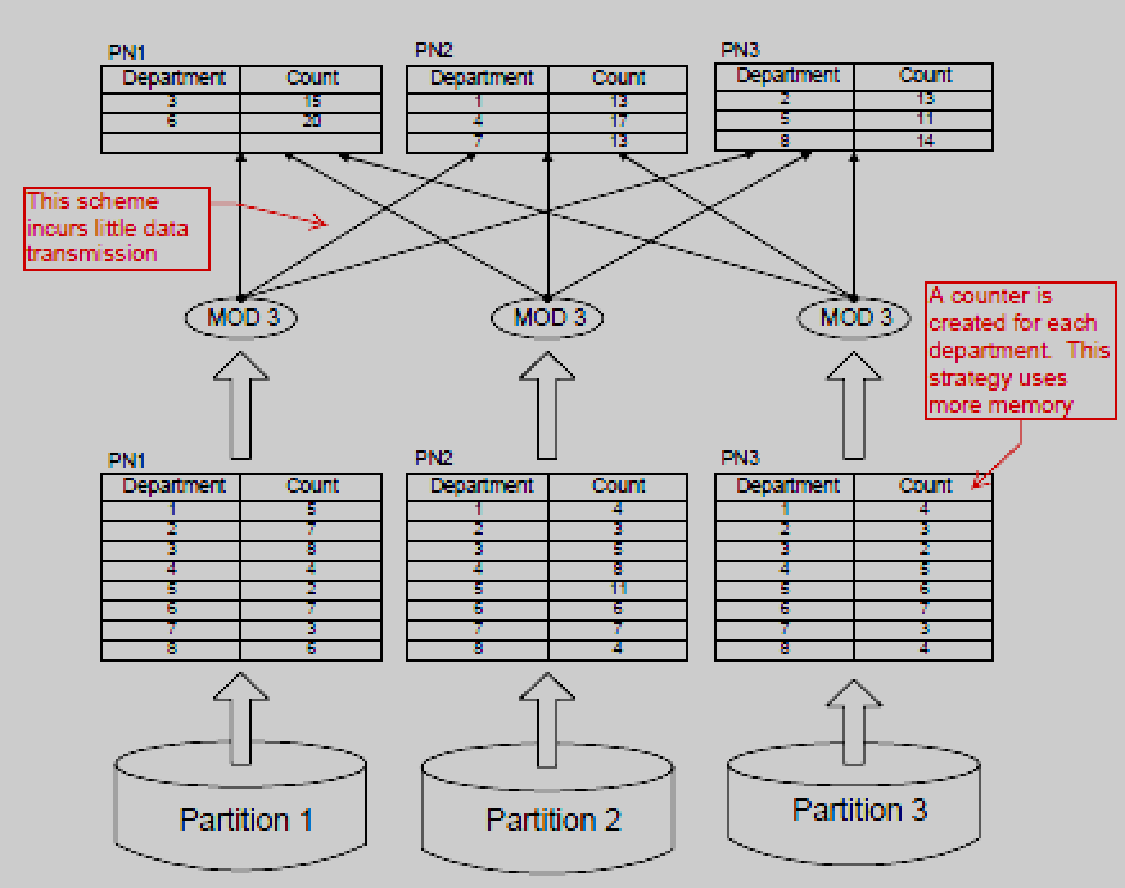 PN1
PN2
PN3
Department Count
3 15
6 20
Department Count
1 13
4 17
7 13
Department Count
2 13
5 11
8 14
This scheme
incurs little data
transmission
MOD 3
MOD 3
MOD 3
A counter is
created for each
department. This
strategy uses
more memory
PN1
PN2
PN3
Department Count
1 5
2 7
3 8
4 4
5 2
6 7
7 3
8 6
Department Count
1 4
2 3
3 5
4 8
5 11
6 6
7 7
8 4
Department Count
1 4
2 3
3 2
4 5
5 6
6 7
7 3
8 4
Partition 1
Partition 2
Partition 3